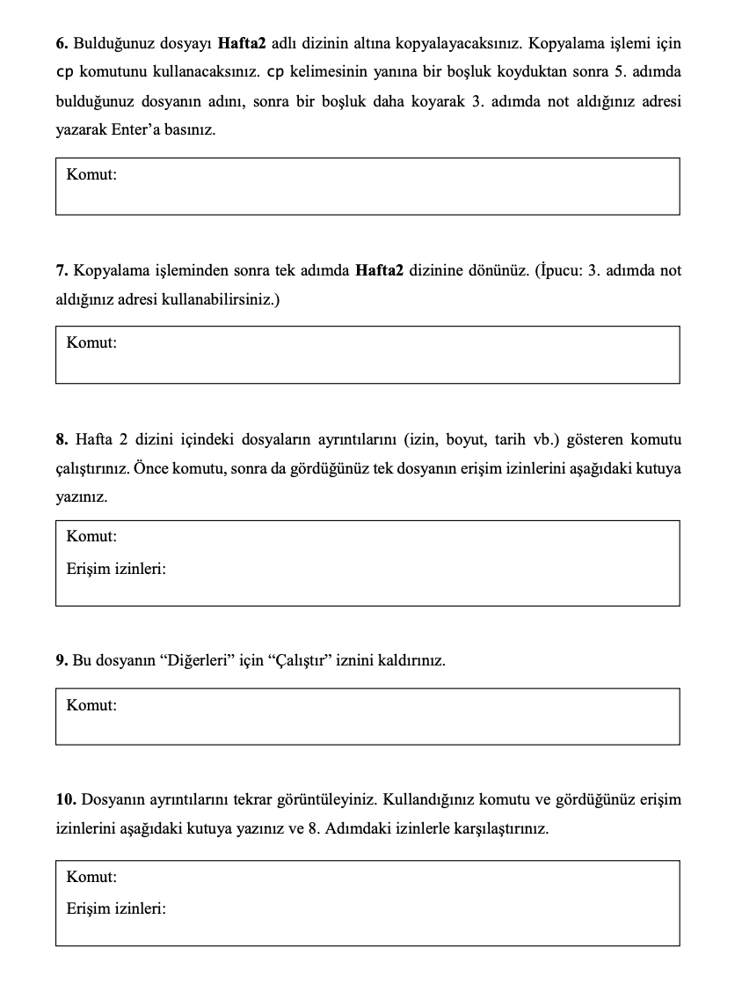 6. Bulduğunuz dosyayı Hafta2 adlı dizinin altına kopyalayacaksınız. Kopyalama işlemi için
cp komutunu kullanacaksınız. cp kelimesinin yanına bir boşluk koyduktan sonra 5. adımda
bulduğunuz dosyanın adını, sonra bir boşluk daha koyarak 3. adımda not aldığınız adresi
yazarak Enter’a basınız.
Komut:
7. Kopyalama işleminden sonra tek adımda Hafta2 dizinine dönünüz. (İpucu: 3. adımda not
aldığınız adresi kullanabilirsiniz.)
Komut:
8. Hafta 2 dizini içindeki dosyaların ayrıntılarını (izin, boyut, tarih vb.) gösteren komutu
çalıştırınız. Önce komutu, sonra da gördüğünüz tek dosyanın erişim izinlerini aşağıdaki kutuya
yazınız.
Komut:
Erişim izinleri:
9. Bu dosyanın “Diğerleri” için “Çalıştır” iznini kaldırınız.
Komut:
10. Dosyanın ayrıntılarını tekrar görüntüleyiniz. Kullandığınız komutu ve gördüğünüz erişim
izinlerini aşağıdaki kutuya yazınız ve 8. Adımdaki izinlerle karşılaştırınız.
Komut:
Erişim izinleri: